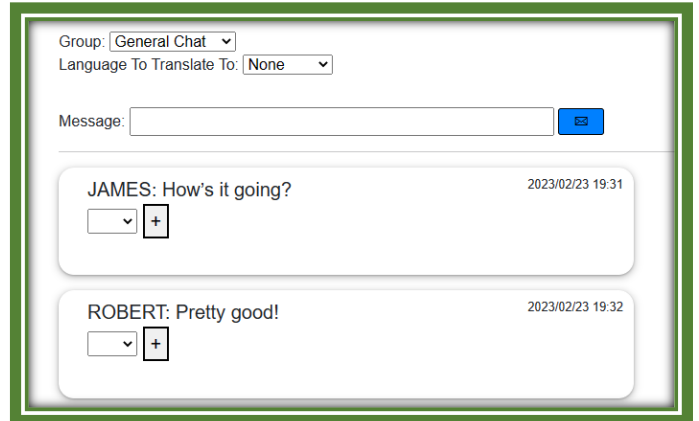 Group: General Chat
Language To Translate To: None
Message:
JAMES: How’s it going?
2023/02/23 19:31
+
ROBERT: Pretty good!
2023/02/23 19:32
+